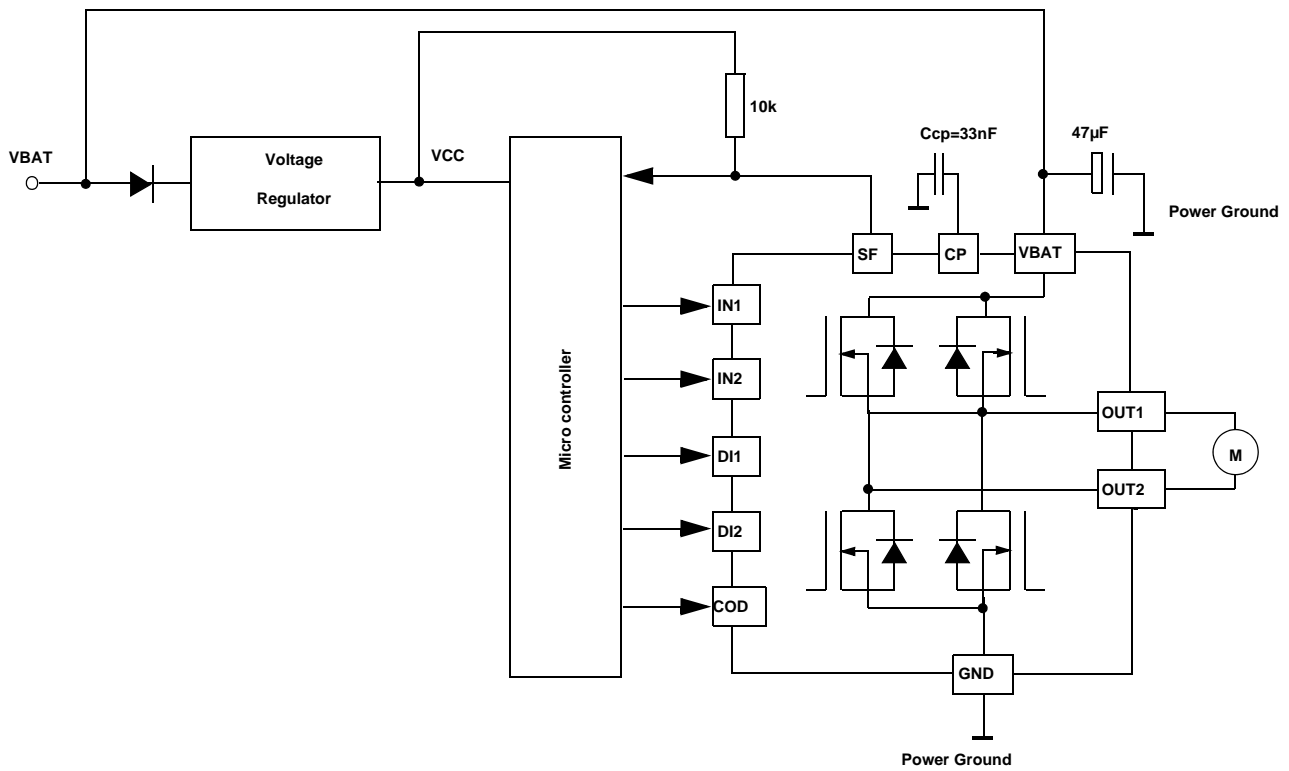 10k
Ccp=33nF
47µF
VBAT
Voltage
Regulator
VCC
Power Ground
SF
CP
VBAT
IN1
IN2
Micro controller
DI1
DI2
COD
OUT1
M
OUT2
GND
Power Ground